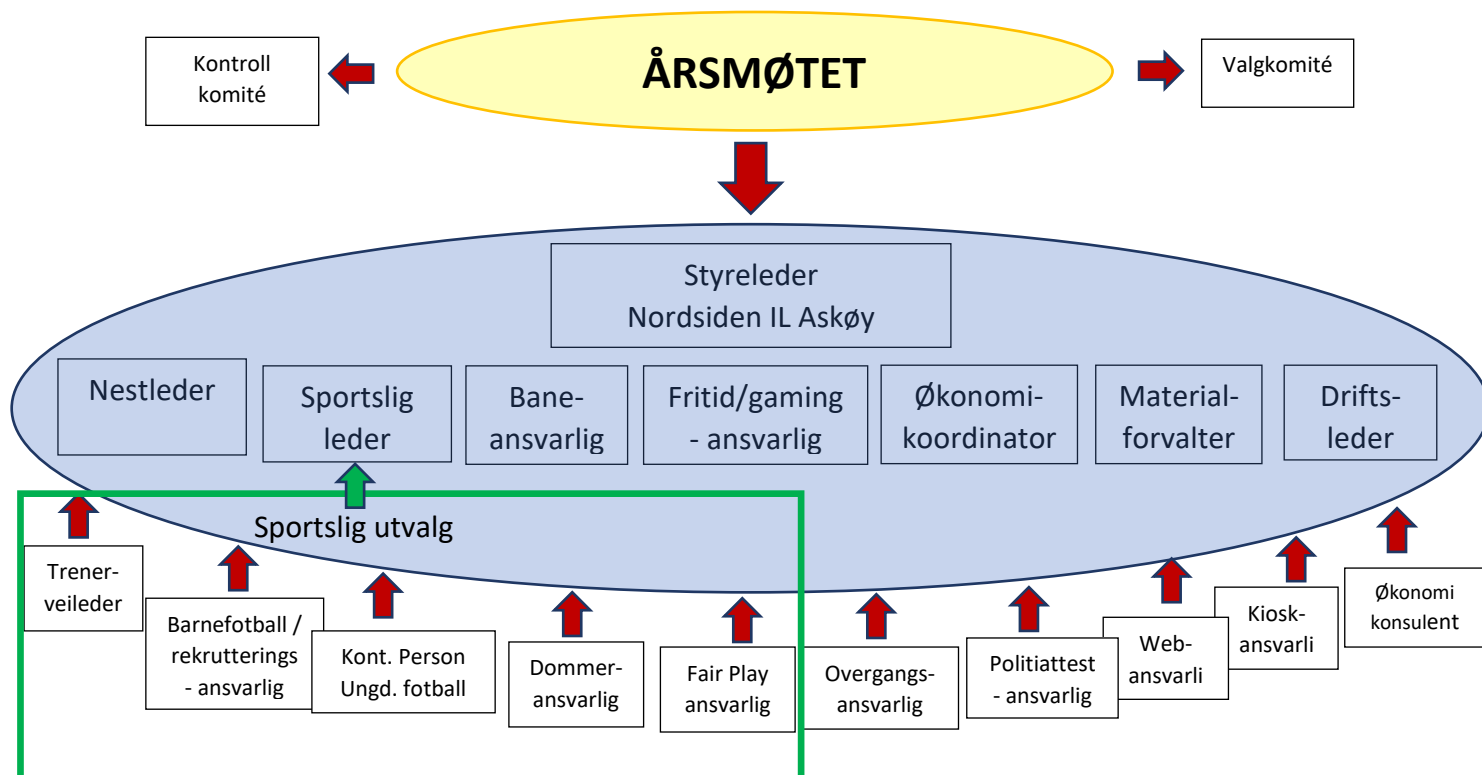 Kontroll
komité
ÅRSMØTET
Valgkomité
Styreleder
Nordsiden IL Askøy
Nestleder
Sportslig
leder
Bane-
ansvarlig
Fritid/gaming
- ansvarlig
Økonomi-
koordinator
Material-
forvalter
Drifts-
leder
Sportslig utvalg
Trener-
veileder
Barnefotball /
rekrutterings
- ansvarlig
Kont. Person
Ungd. fotball
Dommer-
ansvarlig
Fair Play
ansvarlig
Overgangs-
ansvarlig
Politiattest
- ansvarlig
Web-
ansvarli
Kiosk-
ansvarli
Økonomi
konsulent